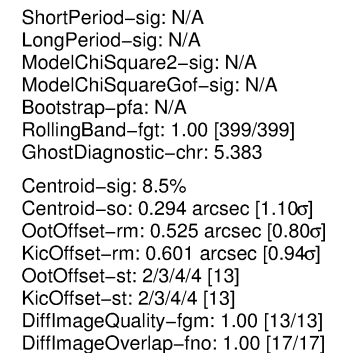 ShortPeriod-sig: N/A
LongPeriod-sig: N/A
ModelChiSquare2-sig: N/A
ModelChiSquareGof-sig: N/A
Bootstrap-pfa: N/A
RollingBand-fgt: 1.00 [399/399]
GhostDiagnostic-chr: 5.383
Centroid-sig: 8.5%
Centroid-so: 0.294 arcsec [1.10σ]
OotOffset-rm: 0.525 arcsec [0.80σ]
KicOffset-rm: 0.601 arcsec [0.94σ]
OotOffset-st: 2/3/4/4 [13]
KicOffset-st: 2/3/4/4 [13]
DiffImageQuality-fgm: 1.00 [13/13]
DiffImageOverlap-fno: 1.00 [17/17]